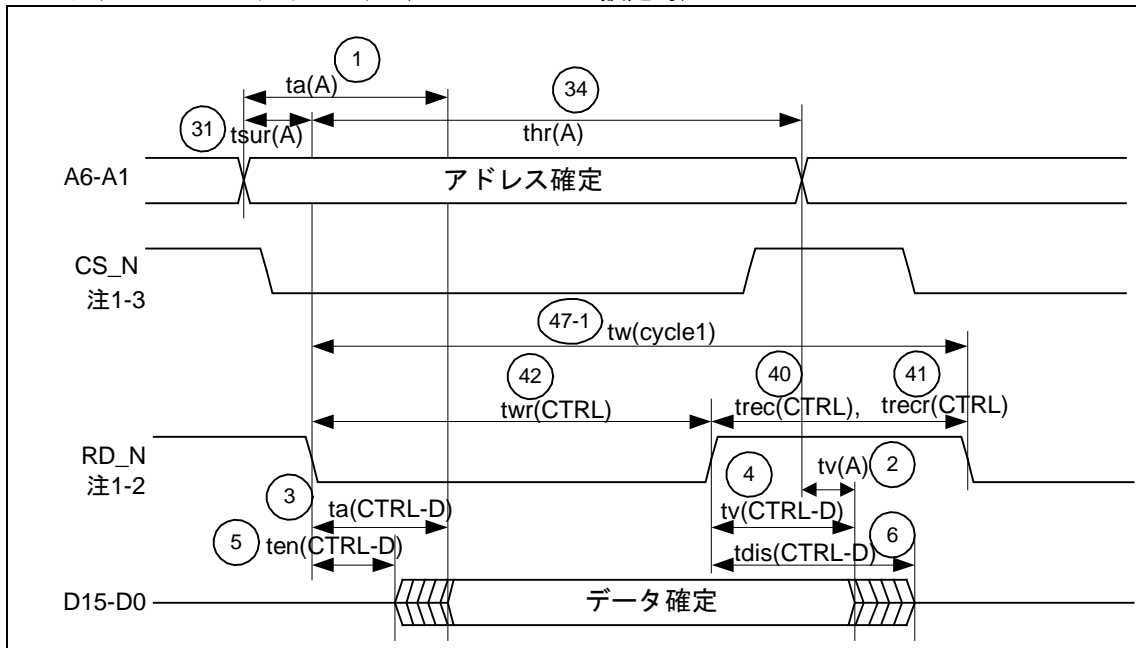 1
ta(A)
34
31
tsur(A)
thr(A)
A6-A1
アドレス確定
CS_N
注1-3
47-1
tw(cycle1)
42
40
41
twr(CTRL)
trec(CTRL),
trecr(CTRL)
RD_N
注1-2
4
tv(A)
2
3
ta(CTRL-D)
tv(CTRL-D)
5
ten(CTRL-D)
tdis(CTRL-D)
6
D15-D0
データ確定